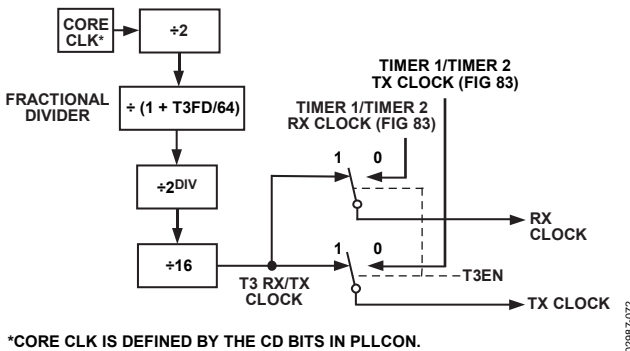 CORE
CLK*
÷2
FRACTIONAL
DIVIDER
÷ (1 + T3FD/64)
÷2DIV
÷16
TIMER 1/TIMER 2
TX CLOCK (FIG 83)
TIMER 1/TIMER 2
RX CLOCK (FIG 83)
1 0
RX
CLOCK
1 0
T3 RX/TX
CLOCK
T3EN
TX CLOCK
*CORE CLK IS DEFINED BY THE CD BITS IN PLLCON.
02987-072